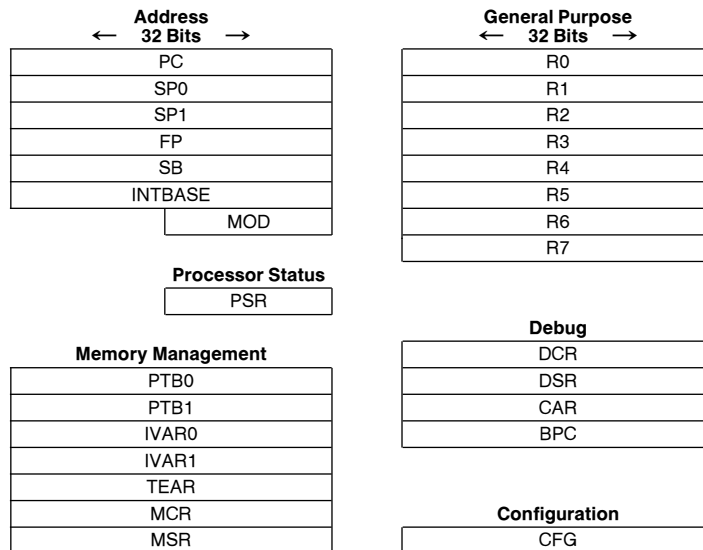 Address
← 32 Bits →
PC
SP0
SP1
FP
SB
INTBASE
MOD
Processor Status
PSR
Memory Management
PTB0
PTB1
IVAR0
IVAR1
TEAR
MCR
MSR
General Purpose
← 32 Bits →
R0
R1
R2
R3
R4
R5
R6
R7
Debug
DCR
DSR
CAR
BPC
Configuration
CFG